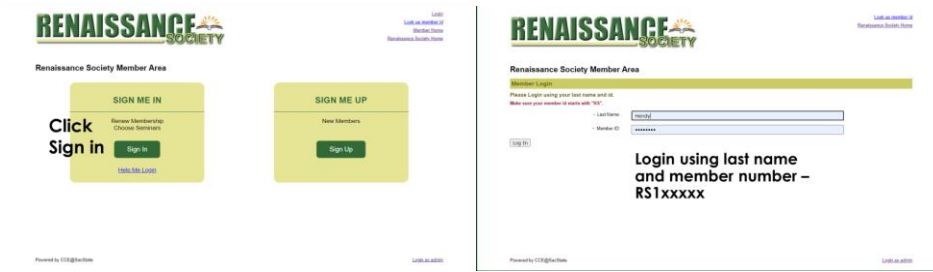 RENAISSANCE
SOCIETY
Login
Look up member id
Member Home
Renaissance Society Home
Renaissance Society Member Area
SIGN ME IN
Renew Membership
Choose Seminars
Click
Sign in
Sign In
Help Me Login
SIGN ME UP
New Members
Sign Up
Powered by CCE@SacState
Login as admin
RENAISSANCE
SOCIETY
Look up member id
Renaissance Society Home
Renaissance Society Member Area
Member Login
Please Login using your last name and id.
Make sure your member id starts with "RS".
- Last Name
- Member ID
••••••••
Log In
Login using last name
and member number –
RS1xxxxx
Powered by CCE@SacState
Login as admin